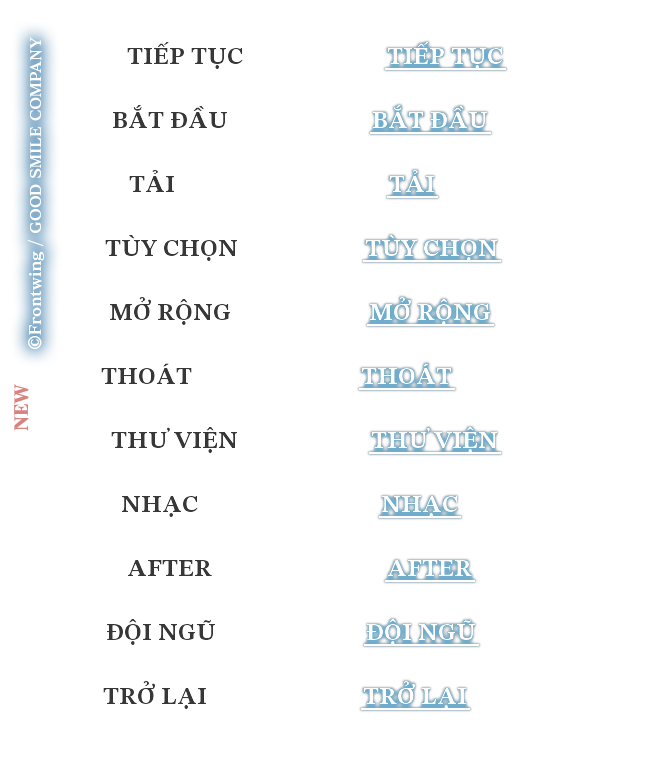 ©Frontwing / GOOD SMILE COMPANY
NEW
TIẾP TỤC TIẾP TỤC
BẮT ĐẦU BẮT ĐẦU
TẢI TẢI
TÙY CHỌN TÙY CHỌN
MỞ RỘNG MỞ RỘNG
THOÁT THOÁT
THƯ VIỆN THƯ VIỆN
NHẠC NHẠC
AFTER AFTER
ĐỘI NGŨ ĐỘI NGŨ
TRỞ LẠI TRỞ LẠI